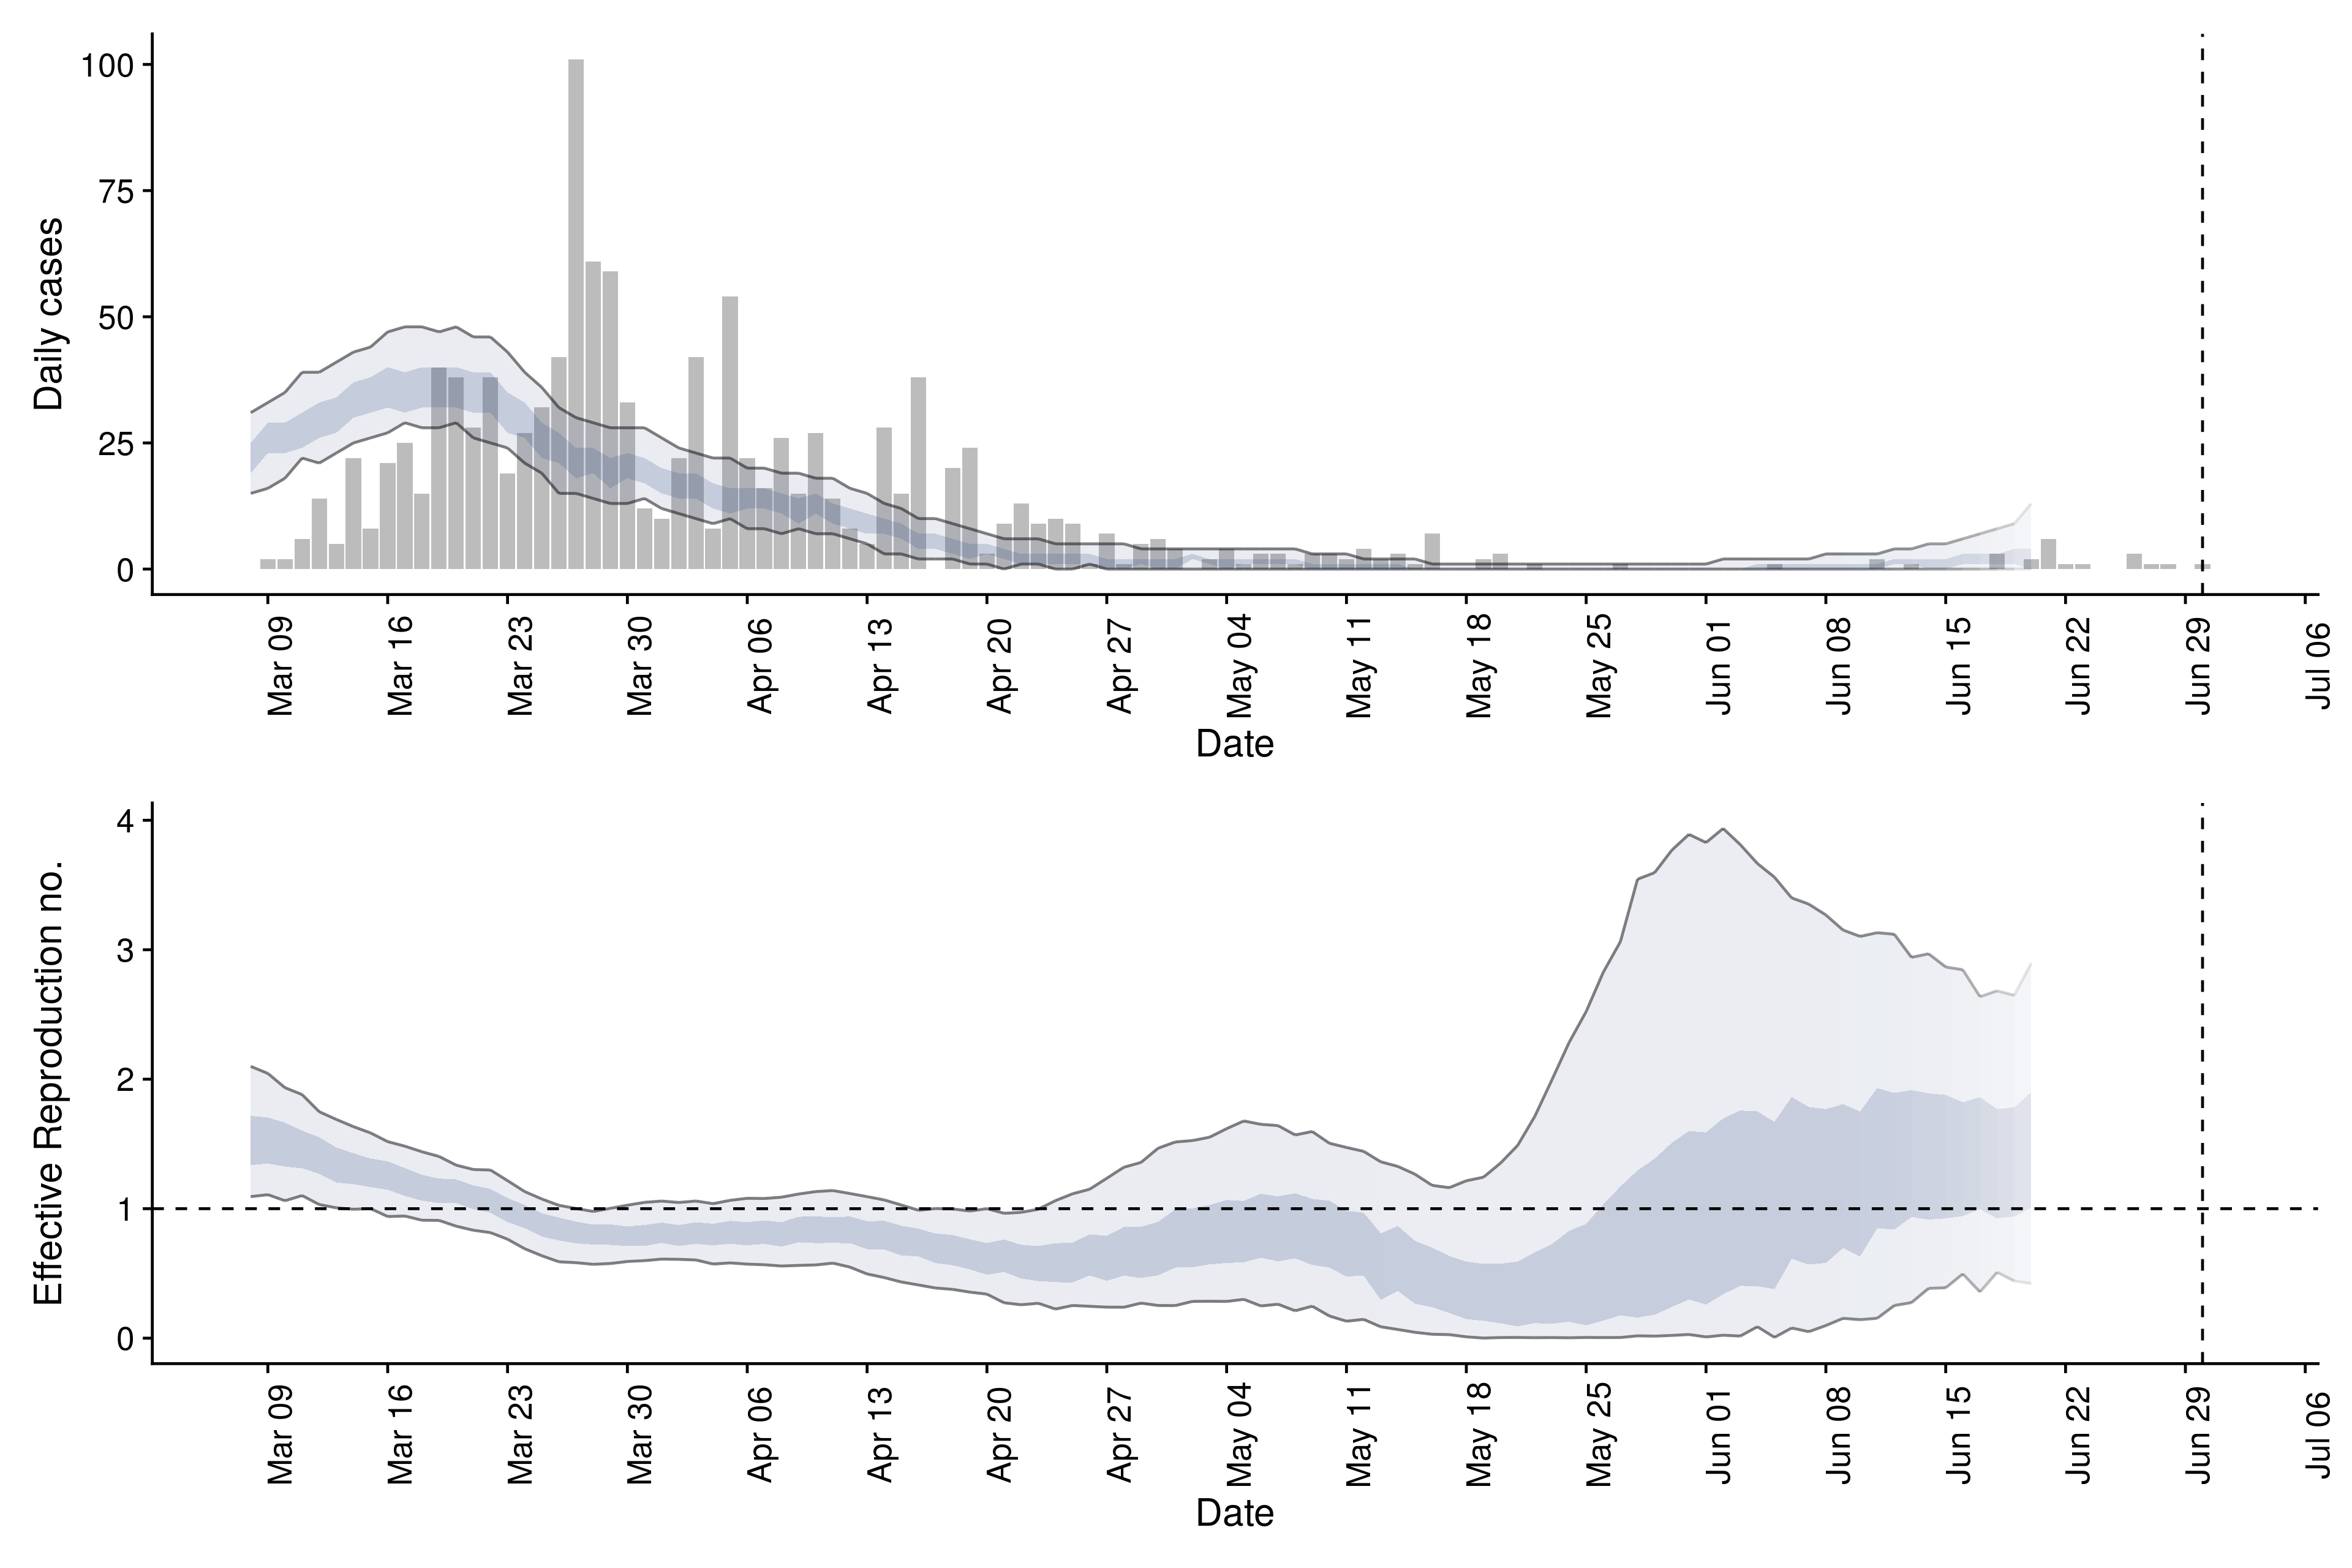 Daily cases
100
75
50
25
0
Mar 09
Mar 16
Mar 23
Mar 30
Apr 06
Apr 13
Apr 20
Apr 27
May 04
May 11
May 18
May 25
Jun 01
Jun 08
Jun 15
Jun 22
Jun 29
Jul 06
Date
Effective Reproduction no.
4
3
2
1
0
Mar 09
Mar 16
Mar 23
Mar 30
Apr 06
Apr 13
Apr 20
Apr 27
May 04
May 11
May 18
May 25
Jun 01
Jun 08
Jun 15
Jun 22
Jun 29
Jul 06
Date